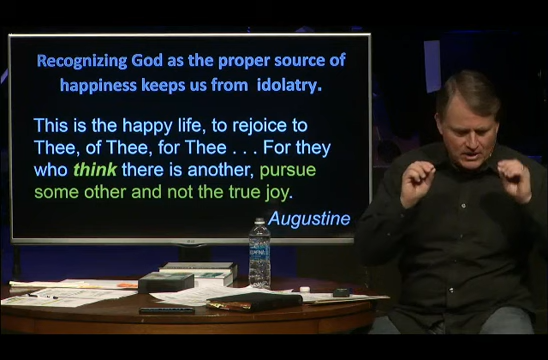 Recognizing God as the proper source of
happiness keeps us from idolatry.
This is the happy life, to rejoice to
Thee, of Thee, for Thee . . . For they
who think there is another, pursue
some other and not the true joy.
Augustine